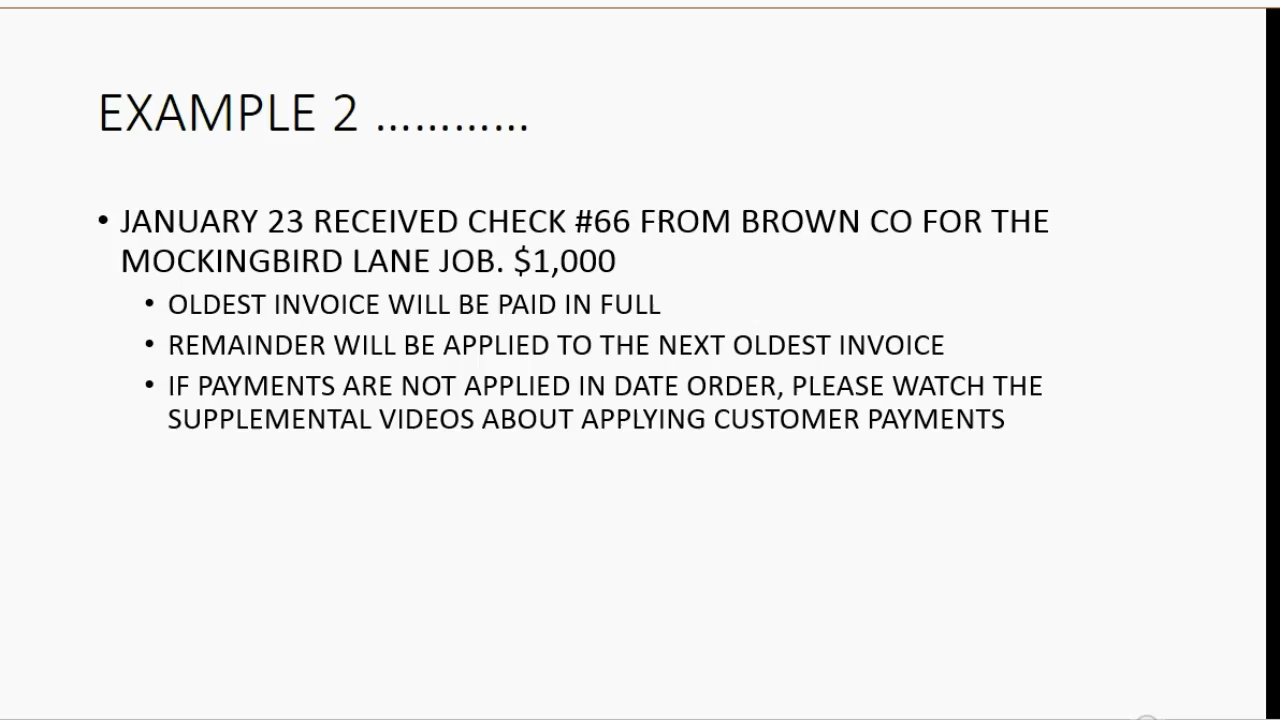 EXAMPLE 2 …………
• JANUARY 23 RECEIVED CHECK #66 FROM BROWN CO FOR THE
MOCKINGBIRD LANE JOB. $1,000
• OLDEST INVOICE WILL BE PAID IN FULL
• REMAINDER WILL BE APPLIED TO THE NEXT OLDEST INVOICE
• IF PAYMENTS ARE NOT APPLIED IN DATE ORDER, PLEASE WATCH THE
SUPPLEMENTAL VIDEOS ABOUT APPLYING CUSTOMER PAYMENTS